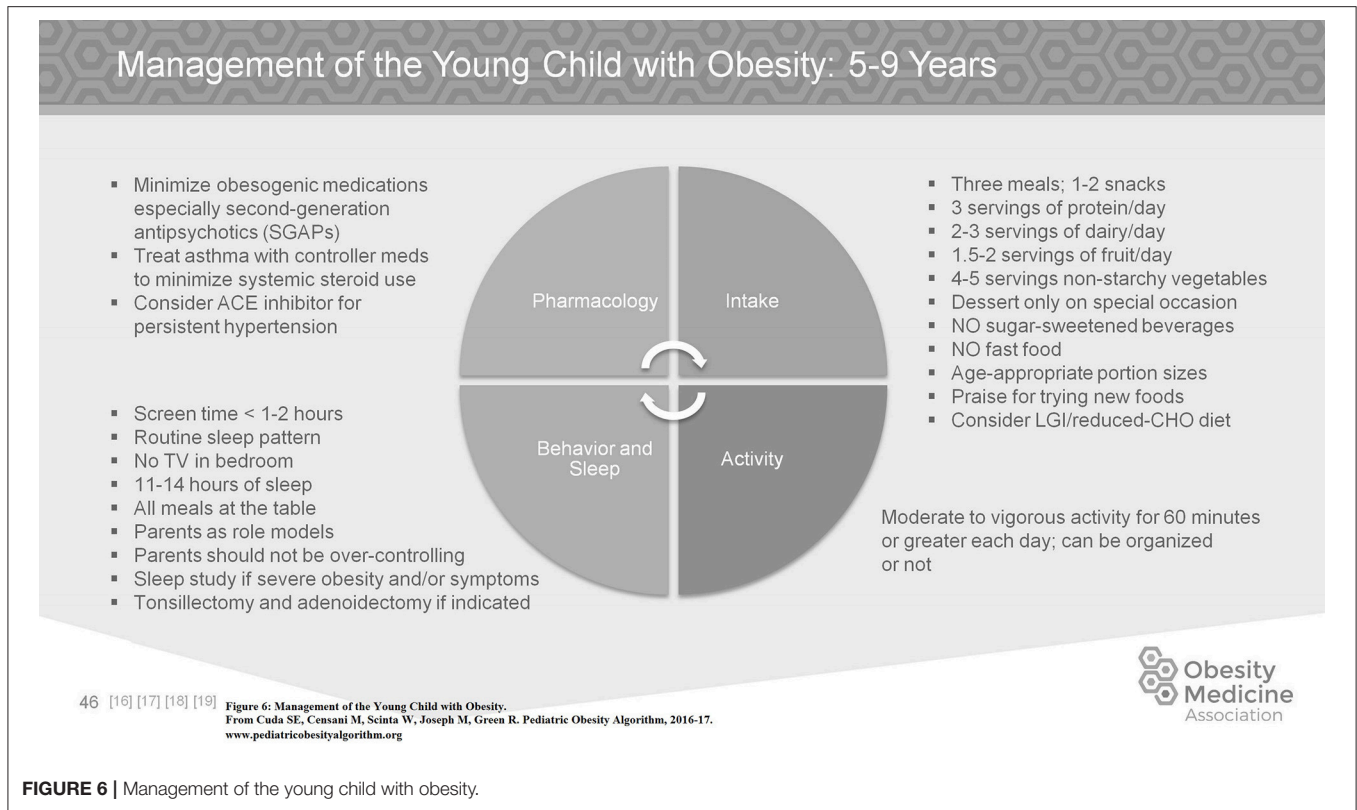 Management of the Young Child with Obesity: 5-9 Years
▪ Minimize obesogenic medications
especially second-generation
antipsychotics (SGAPs)
▪ Treat asthma with controller meds
to minimize systemic steroid use
▪ Consider ACE inhibitor for
persistent hypertension
Pharmacology
Intake
▪ Three meals; 1-2 snacks
▪ 3 servings of protein/day
▪ 2-3 servings of dairy/day
▪ 1.5-2 servings of fruit/day
▪ 4-5 servings non-starchy vegetables
▪ Dessert only on special occasion
▪ NO sugar-sweetened beverages
▪ NO fast food
▪ Age-appropriate portion sizes
▪ Praise for trying new foods
▪ Consider LGI/reduced-CHO diet
▪ Screen time < 1-2 hours
▪ Routine sleep pattern
▪ No TV in bedroom
▪ 11-14 hours of sleep
▪ All meals at the table
▪ Parents as role models
▪ Parents should not be over-controlling
▪ Sleep study if severe obesity and/or symptoms
▪ Tonsillectomy and adenoidectomy if indicated
Behavior and
Sleep
Activity
Moderate to vigorous activity for 60 minutes
or greater each day; can be organized
or not
46 [16] [17] [18] [19]
Figure 6: Management of the Young Child with Obesity.
From Cuda SE, Censani M, Scinta W, Joseph M, Green R. Pediatric Obesity Algorithm, 2016-17.
www.pediatricobesityalgorithm.org
Obesity
Medicine
Association
FIGURE 6 | Management of the young child with obesity.